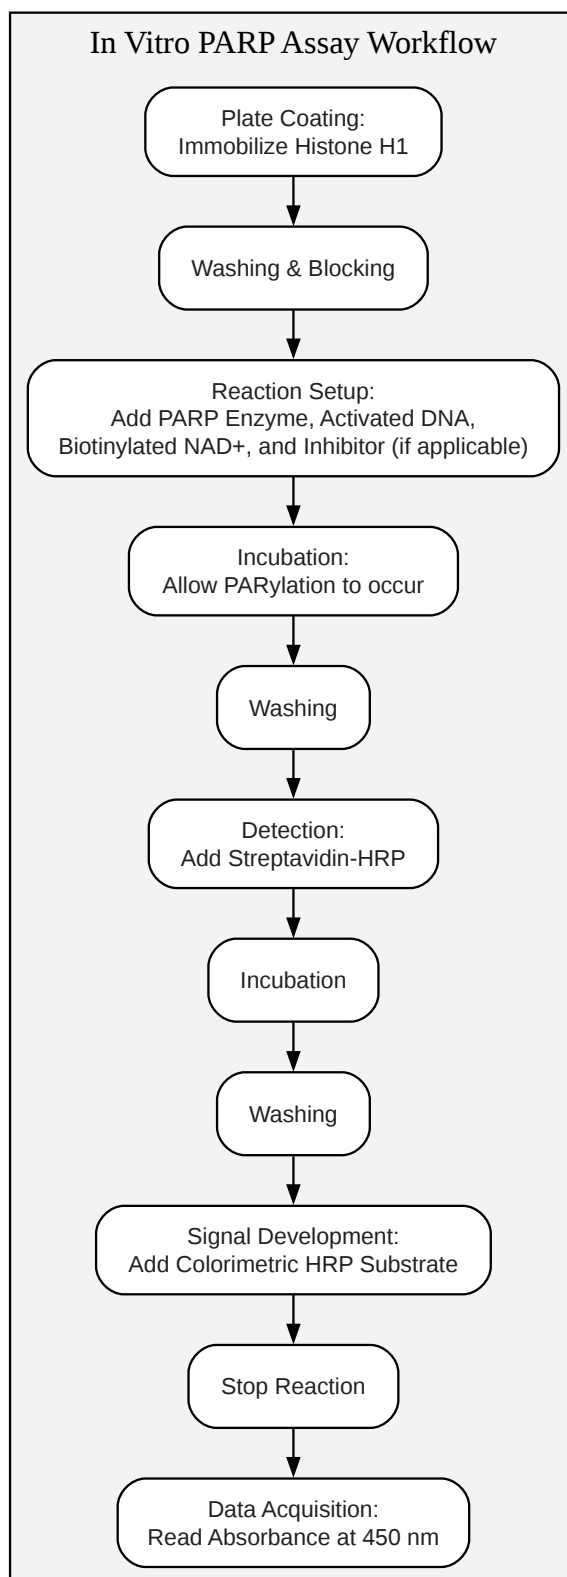 In Vitro PARP Assay Workflow
Plate Coating:
Immobilize Histone H1
Washing & Blocking
Reaction Setup:
Add PARP Enzyme, Activated DNA,
Biotinylated NAD+, and Inhibitor (if applicable)
Incubation:
Allow PARylation to occur
Washing
Detection:
Add Streptavidin-HRP
Incubation
Washing
Signal Development:
Add Colorimetric HRP Substrate
Stop Reaction
Data Acquisition:
Read Absorbance at 450 nm